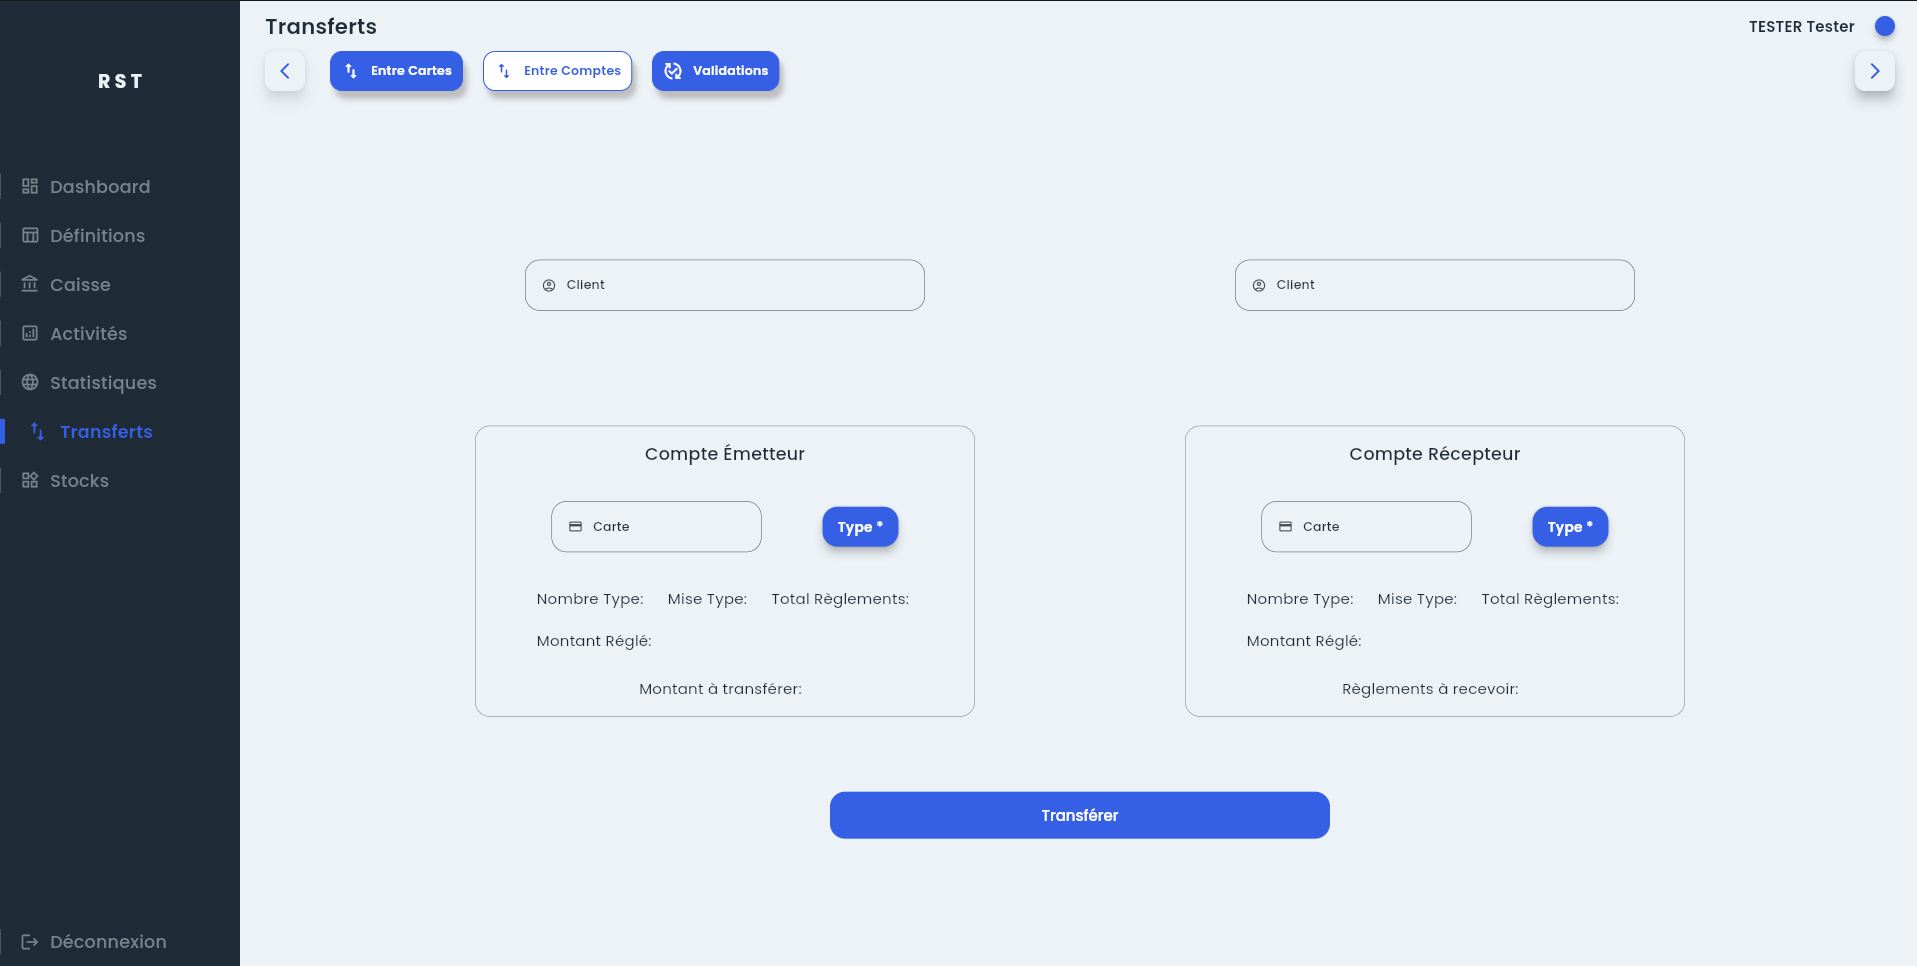 RST
Dashboard
Définitions
Caisse
Activités
Statistiques
Transferts
Stocks
Déconnexion
Transferts
TESTER Tester
Entre Cartes
Entre Comptes
Validations
Client
Client
Compte Émetteur
Carte
Type *
Nombre Type: Mise Type: Total Règlements:
Montant Réglé:
Montant à transférer:
Compte Récepteur
Carte
Type *
Nombre Type: Mise Type: Total Règlements:
Montant Réglé:
Règlements à recevoir:
Transférer